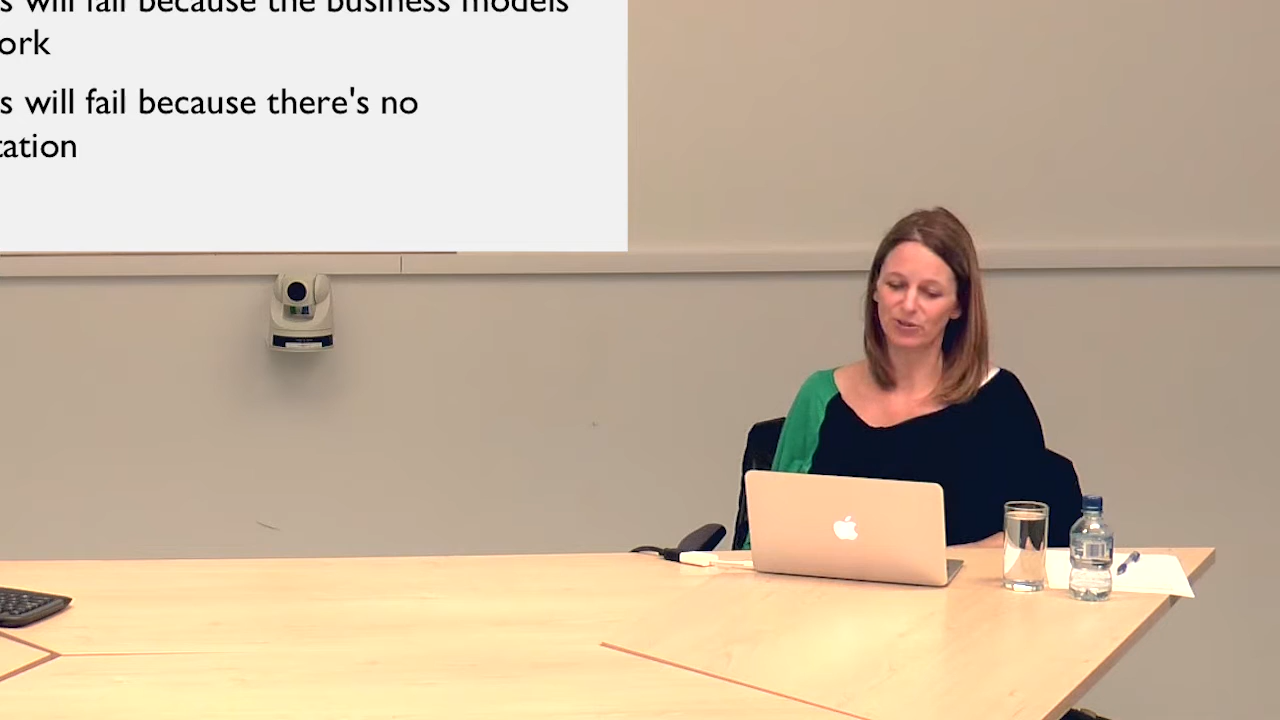 s will fail because the business models
ork
s will fail because there's no
tation